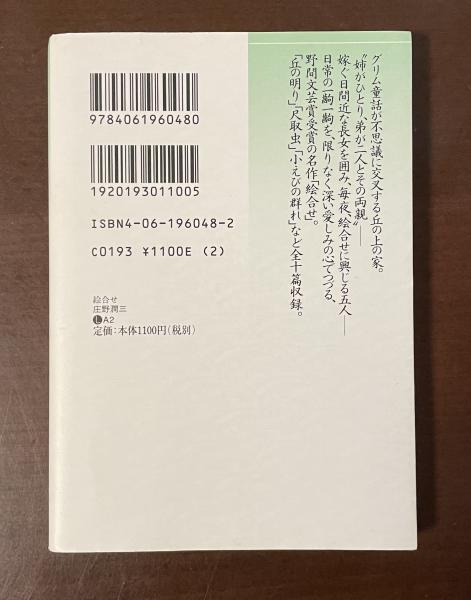 グリム童話が不思議に交叉する丘の上の家。
“姉がひとり、弟が二人とその両親”──
嫁ぐ日間近な長女を囲み、毎夜、絵合せに興じる五人──
日常の一齣一齣を、限りなく深い愛しみの心でつづる、
野間文芸賞受賞の名作「絵合せ」。
「丘の明り」「尺取虫」「小えびの群れ」など全十篇収録。
9784061960480
1920193011005
ISBN4-06-196048-2
C0193 ¥1100E (2)
絵合せ
庄野潤三
L A2
定価:本体1100円(税別)